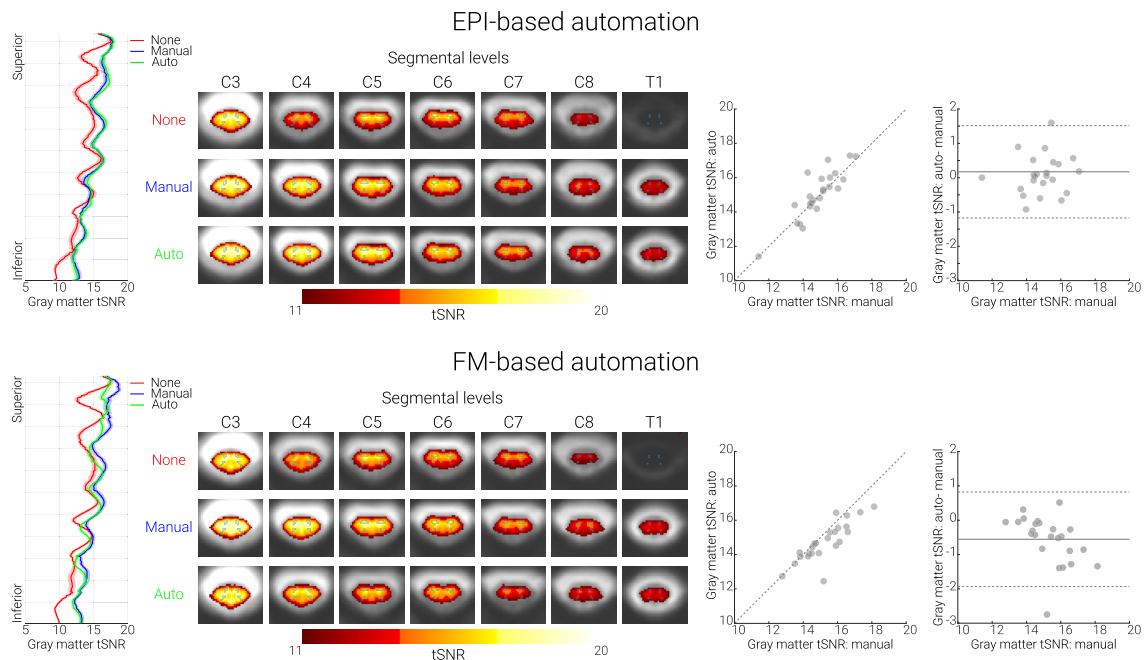 EPI-based automation
Superior
Inferior
None
Manual
Auto
5 10 15 20
Gray matter tSNR
Segmental levels
C3 C4 C5 C6 C7 C8 T1
None
Manual
Auto
11 20
tSNR
20
18
16
14
12
10
Gray matter tSNR: auto
10 12 14 16 18 20
Gray matter tSNR: manual
2
1
0
-1
-2
-3
Gray matter tSNR: auto- manual
10 12 14 16 18 20
Gray matter tSNR: manual
FM-based automation
Superior
Inferior
None
Manual
Auto
5 10 15 20
Gray matter tSNR
Segmental levels
C3 C4 C5 C6 C7 C8 T1
None
Manual
Auto
11 20
tSNR
20
18
16
14
12
10
Gray matter tSNR: auto
10 12 14 16 18 20
Gray matter tSNR: manual
2
1
0
-1
-2
-3
Gray matter tSNR: auto- manual
10 12 14 16 18 20
Gray matter tSNR: manual